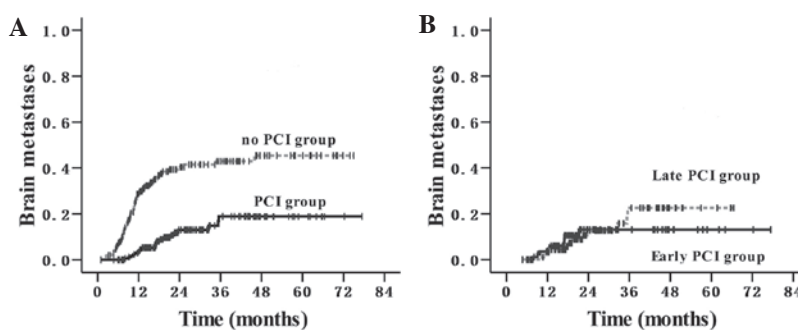 A
Brain metastases
1. 0
0. 8
0. 6
0. 4
0. 2
0. 0
no PCI group
PCI group
0 12 24 36 48 60 72 84
Time (months)
B
Brain metastases
1. 0
0. 8
0. 6
0. 4
0. 2
0. 0
Late PCI group
Early PCI group
0 12 24 36 48 60 72 84
Time (months)